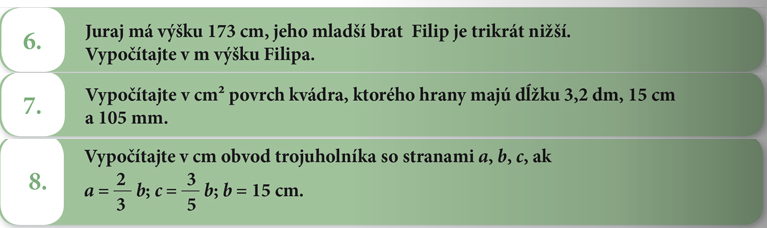 6. Juraj má výšku 173 cm, jeho mladší brat Filip je trikrát nižší.
Vypočítajte v m výšku Filipa.
7. Vypočítajte v cm² povrch kvádra, ktorého hrany majú dĺžku 3,2 dm, 15 cm
a 105 mm.
8. Vypočítajte v cm obvod trojuholníka so stranami a, b, c, ak
a = 2/3 b; c = 3/5 b; b = 15 cm.